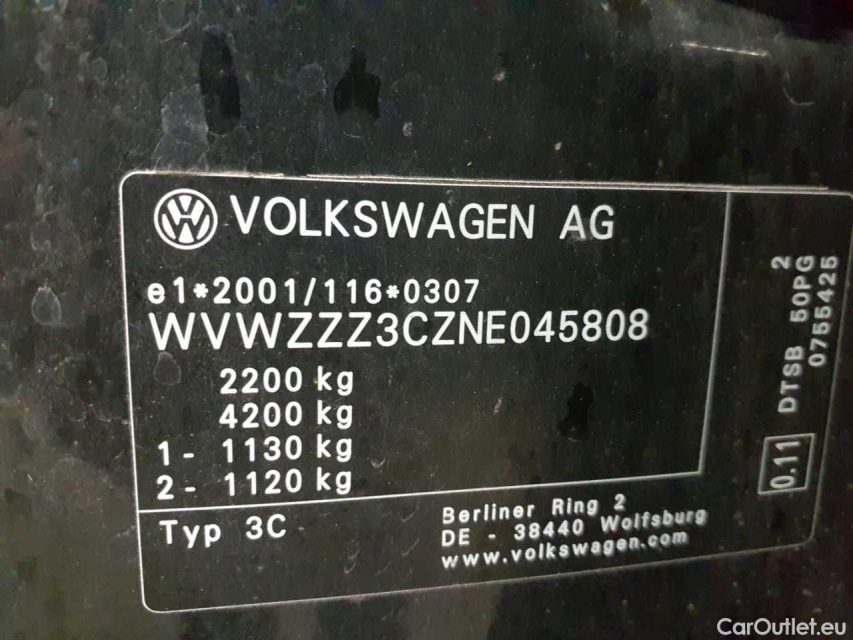 VOLKSWAGEN AG
e1*2001/116*0307
WVWZZZ3CZNE045808
2200 kg
4200 kg
1- 1130 kg
2- 1120 kg
Typ 3C
Berliner Ring 2
DE - 38440 Wolfsburg
www.volkswagen.com
0.11
DTSB 50PG 2
0755425
CarOutlet.eu